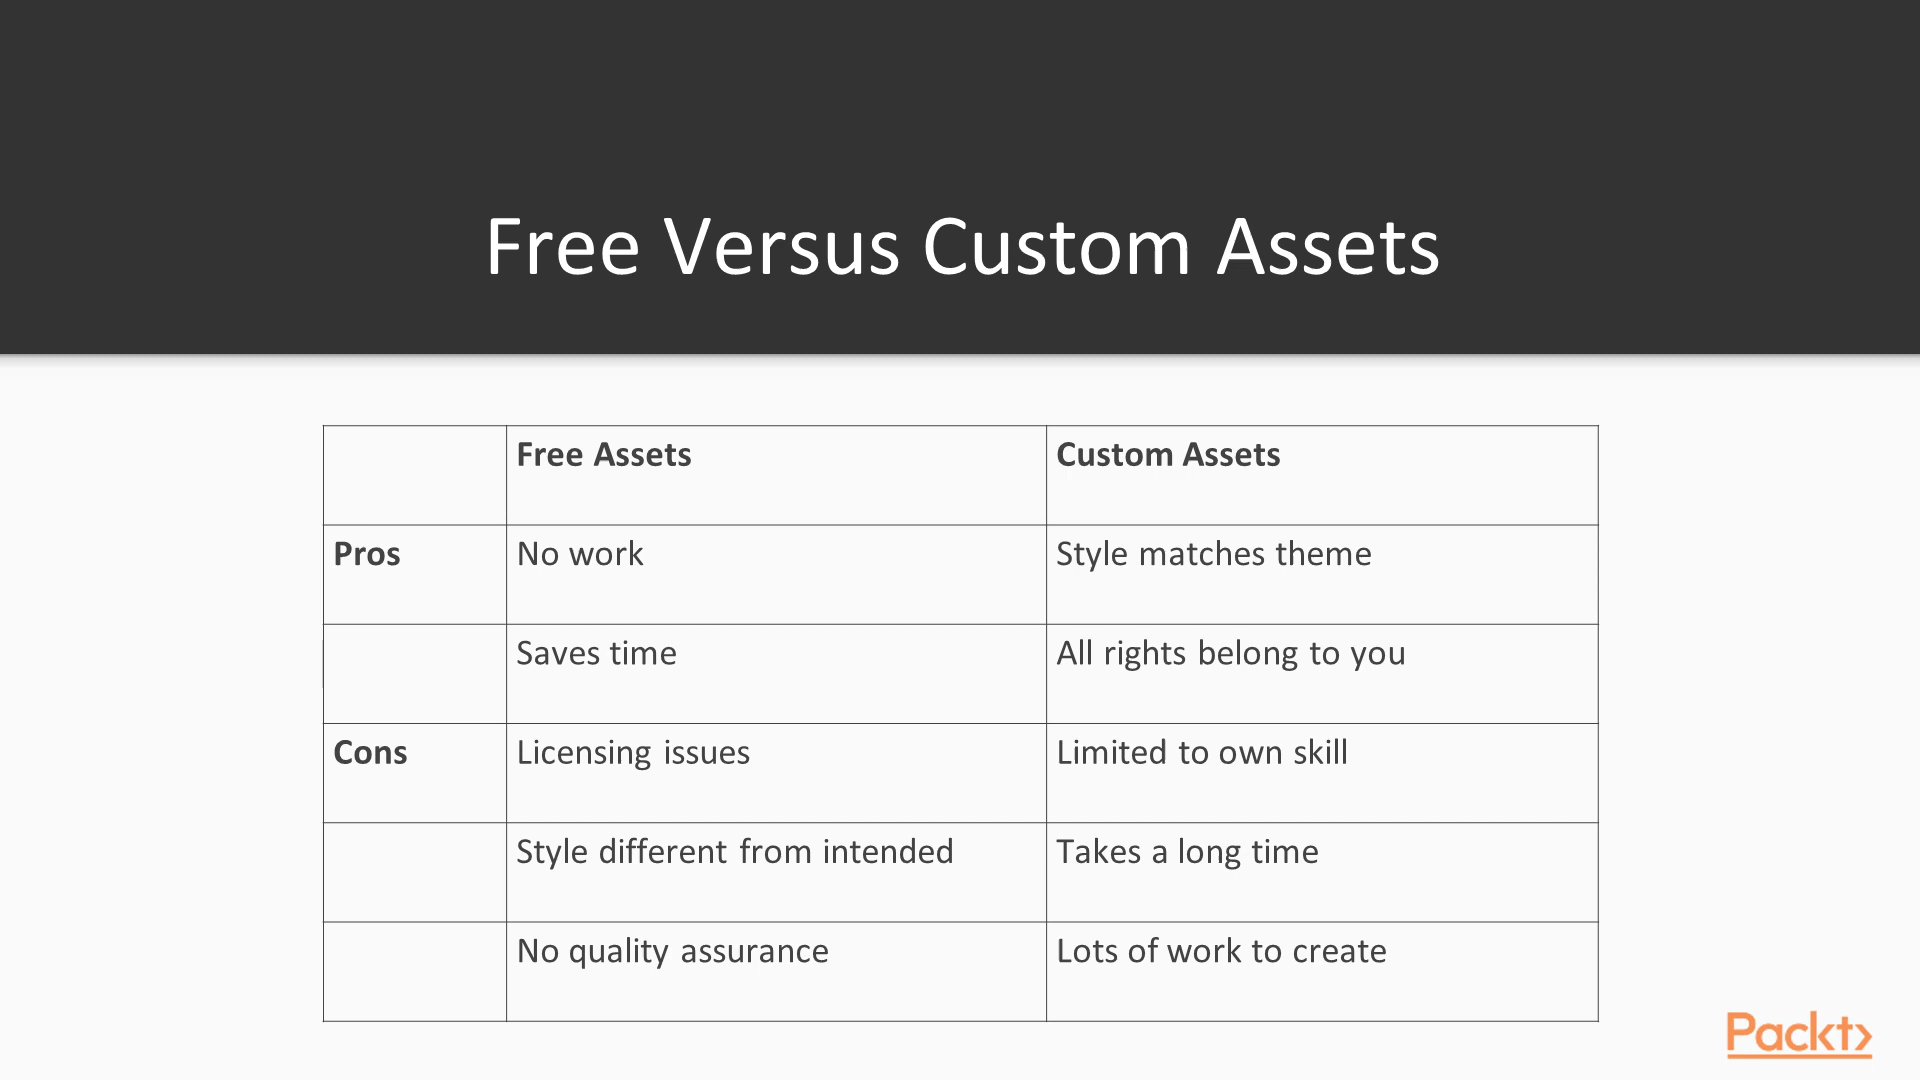 Free Versus Custom Assets
Free Assets Custom Assets
Pros No work Style matches theme
Saves time All rights belong to you
Cons Licensing issues Limited to own skill
Style different from intended Takes a long time
No quality assurance Lots of work to create
Packt>